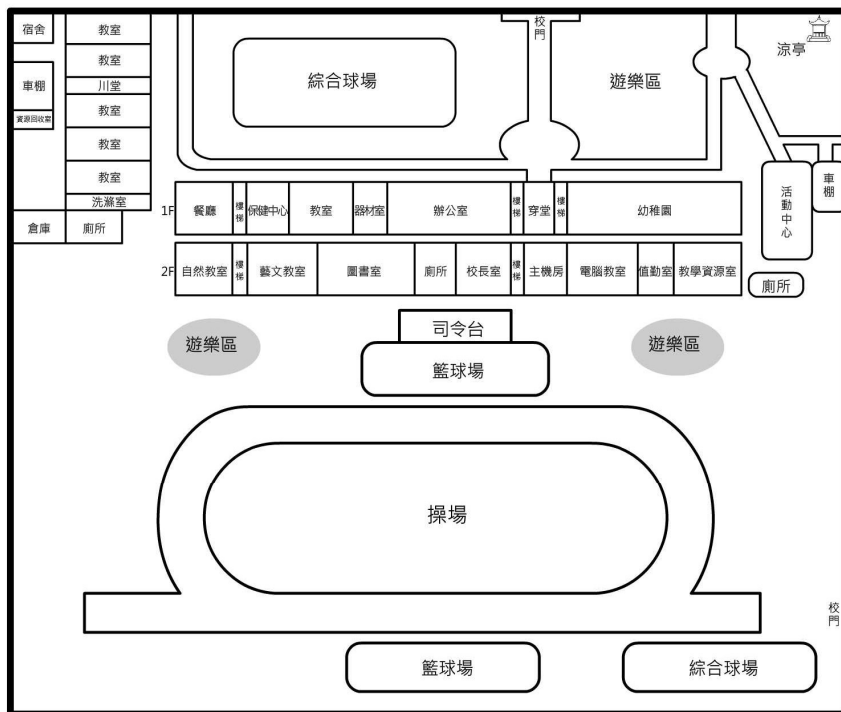 宿舍
教室
校門
涼亭
教室
綜合球場
遊樂區
車棚
川堂
資源回收室
教室
教室
教室
洗滌室
倉庫
廁所
活動中心
車棚
1F 餐廳 樓梯 保健中心 教室 器材室 辦公室 樓梯 穿堂 樓梯 幼稚園
2F 自然教室 樓梯 藝文教室 圖書室 廁所 校長室 樓梯 主機房 電腦教室 值勤室 教學資源室
廁所
司令台
遊樂區
籃球場
遊樂區
操場
校門
籃球場
綜合球場